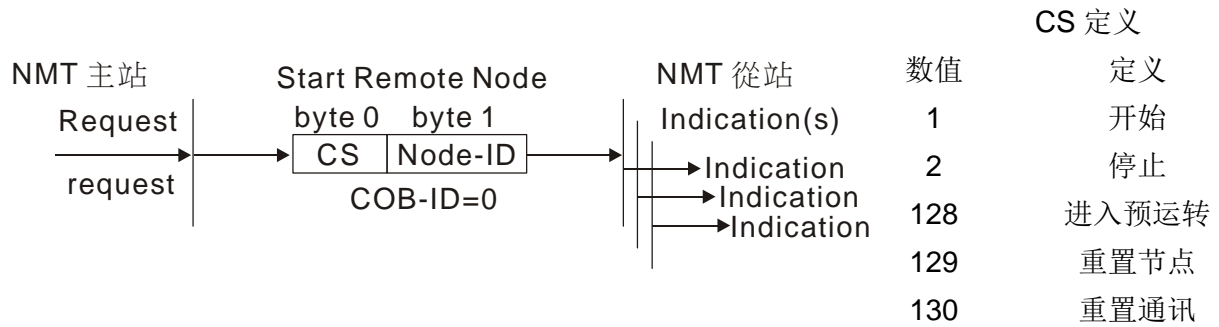 CS 定义
NMT 主站
Start Remote Node
NMT 從站
数值 定义
Request
byte 0 byte 1
Indication(s)
1 开始
CS Node-ID
Indication
2 停止
request
COB-ID=0
Indication
Indication
128 进入预运转
129 重置节点
130 重置通讯